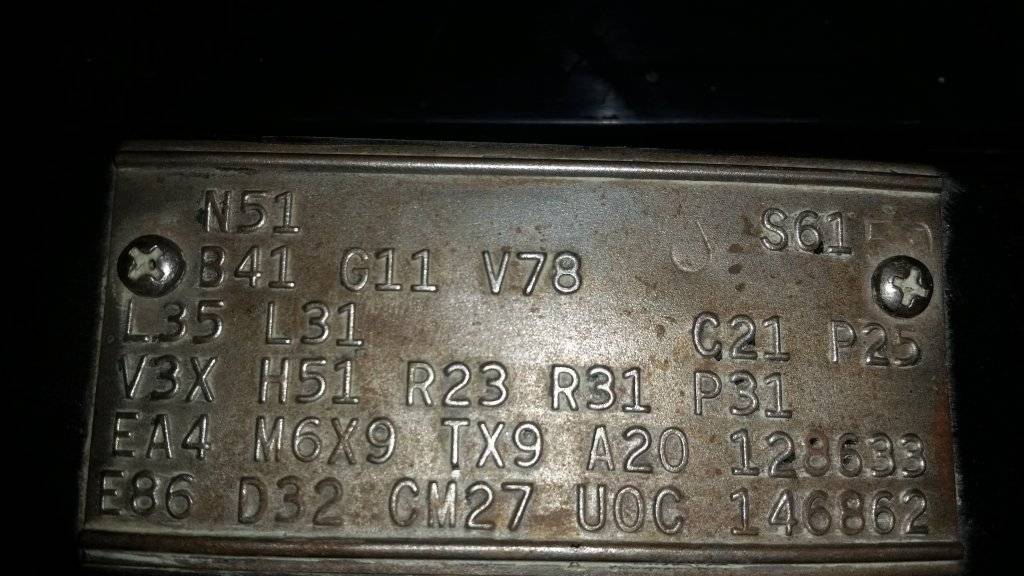 N51 S61
B41 G11 V78
L35 L31 C21 P25
V3X H51 R23 R31 P31
EA4 M6X9 TX9 A20 128633
E86 D32 CM27 U0C 146862